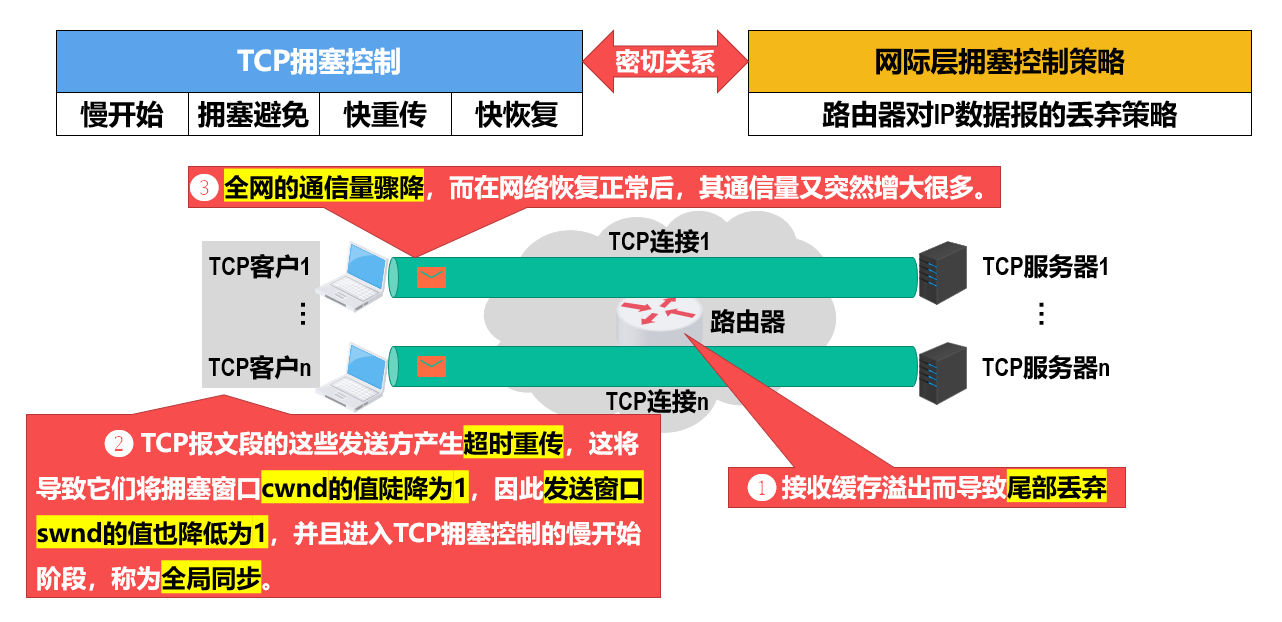 TCP拥塞控制
密切关系
网际层拥塞控制策略
慢开始 拥塞避免 快重传 快恢复
路由器对IP数据报的丢弃策略
③ 全网的通信量骤降，而在网络恢复正常后，其通信量又突然增大很多。
TCP连接1
TCP客户1
TCP服务器1
⋮
路由器
⋮
TCP客户n
TCP服务器n
TCP连接n
② TCP报文段的这些发送方产生超时重传，这将
导致它们将拥塞窗口cwnd的值陡降为1，因此发送窗口
swnd的值也降低为1，并且进入TCP拥塞控制的慢开始
阶段，称为全局同步。
① 接收缓存溢出而导致尾部丢弃